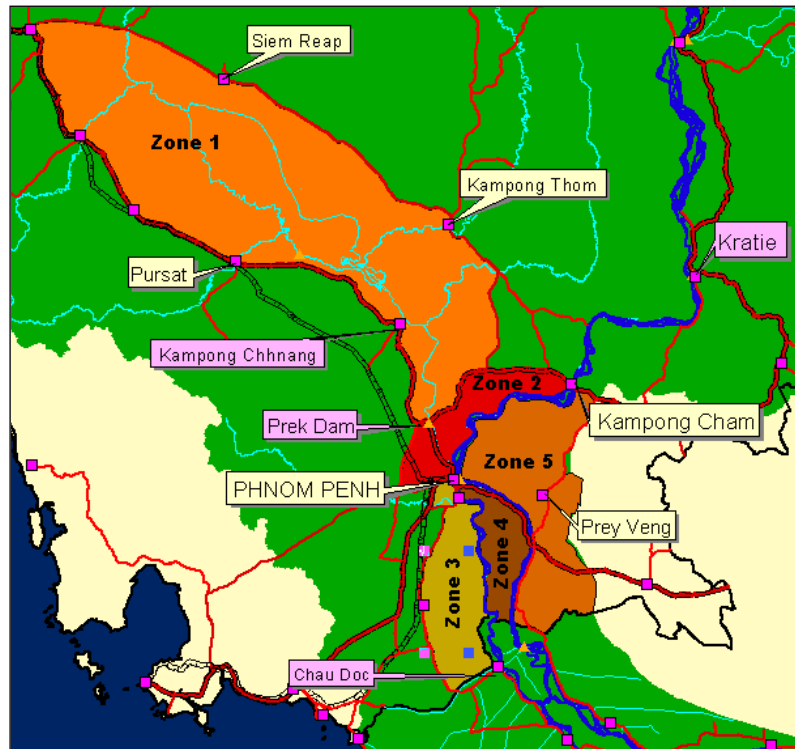 Siem Reap
Zone 1
Kampong Thom
Kratie
Pursat
Kampong Chhnang
Zone 2
Prek Dam
Kampong Cham
Zone 5
PHNOM PENH
Prey Veng
Zone 4
Zone 3
Chau Doc